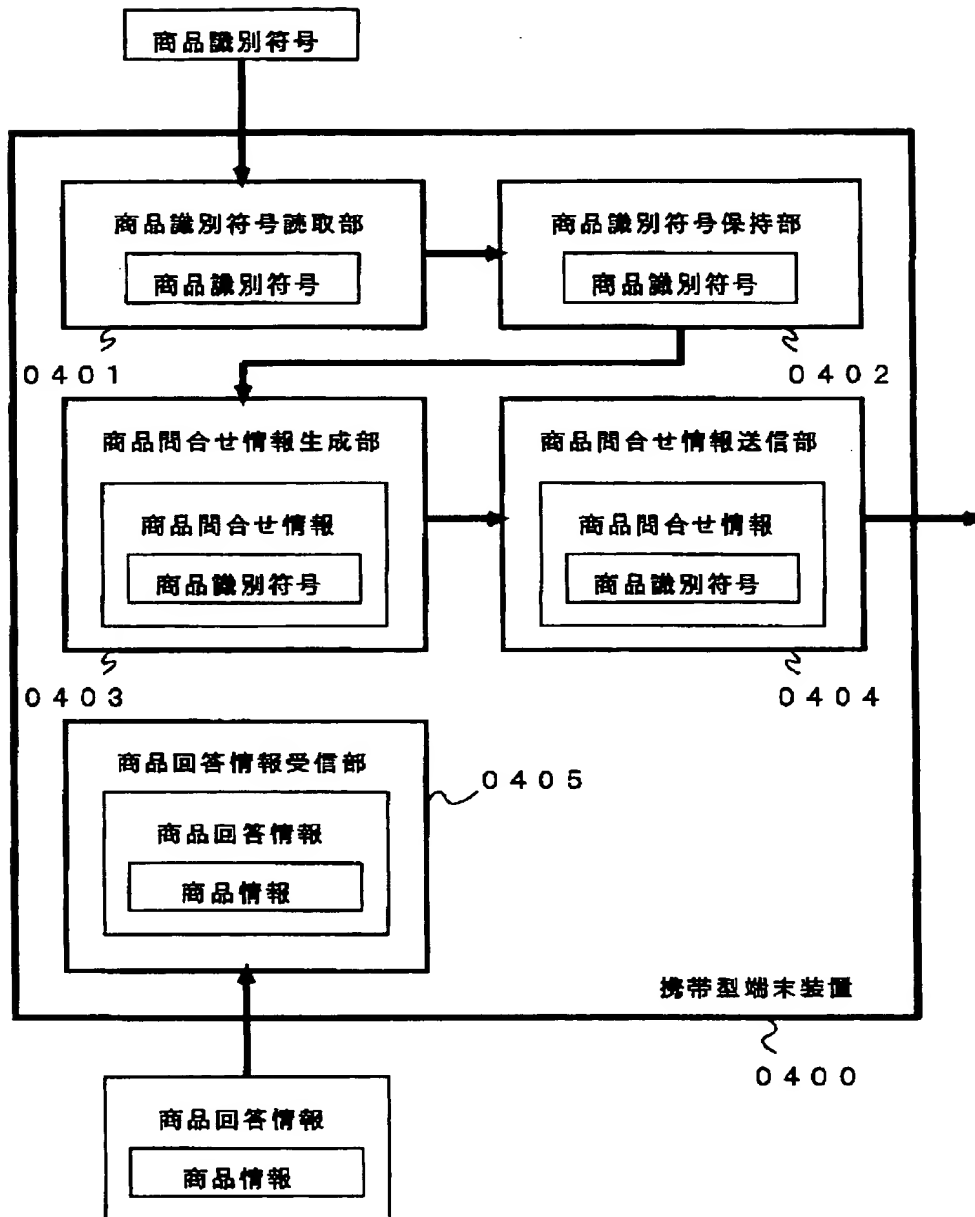 商品識別符号
商品識別符号読取部
商品識別符号
商品識別符号保持部
商品識別符号
0401
0402
商品問合せ情報生成部
商品問合せ情報
商品識別符号
商品問合せ情報送信部
商品問合せ情報
商品識別符号
0403
0404
商品回答情報受信部
商品回答情報
商品情報
0405
携帯型端末装置
0400
商品回答情報
商品情報